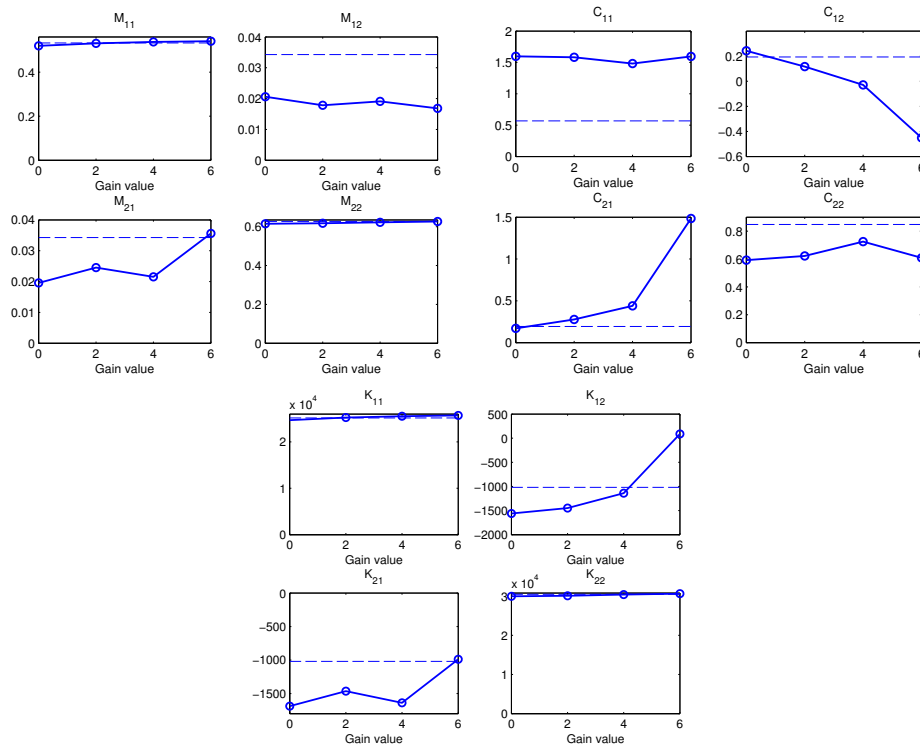 M11
0.4
0.2
0
0 2 4 6
Gain value
M12
0.04
0.03
0.02
0.01
0
0 2 4 6
Gain value
C11
2
1.5
1
0.5
0
0 2 4 6
Gain value
C12
0.2
0
−0.2
−0.4
−0.6
0 2 4 6
Gain value
M21
0.04
0.03
0.02
0.01
0
0 2 4 6
Gain value
M22
0.6
0.4
0.2
0
0 2 4 6
Gain value
C21
1.5
1
0.5
0
0 2 4 6
Gain value
C22
0.8
0.6
0.4
0.2
0
0 2 4 6
Gain value
K11
x 10^4
2
1
0
0 2 4 6
Gain value
K12
500
0
−500
−1000
−1500
−2000
0 2 4 6
Gain value
K21
0
−500
−1000
−1500
0 2 4 6
Gain value
K22
x 10^4
3
2
1
0
0 2 4 6
Gain value